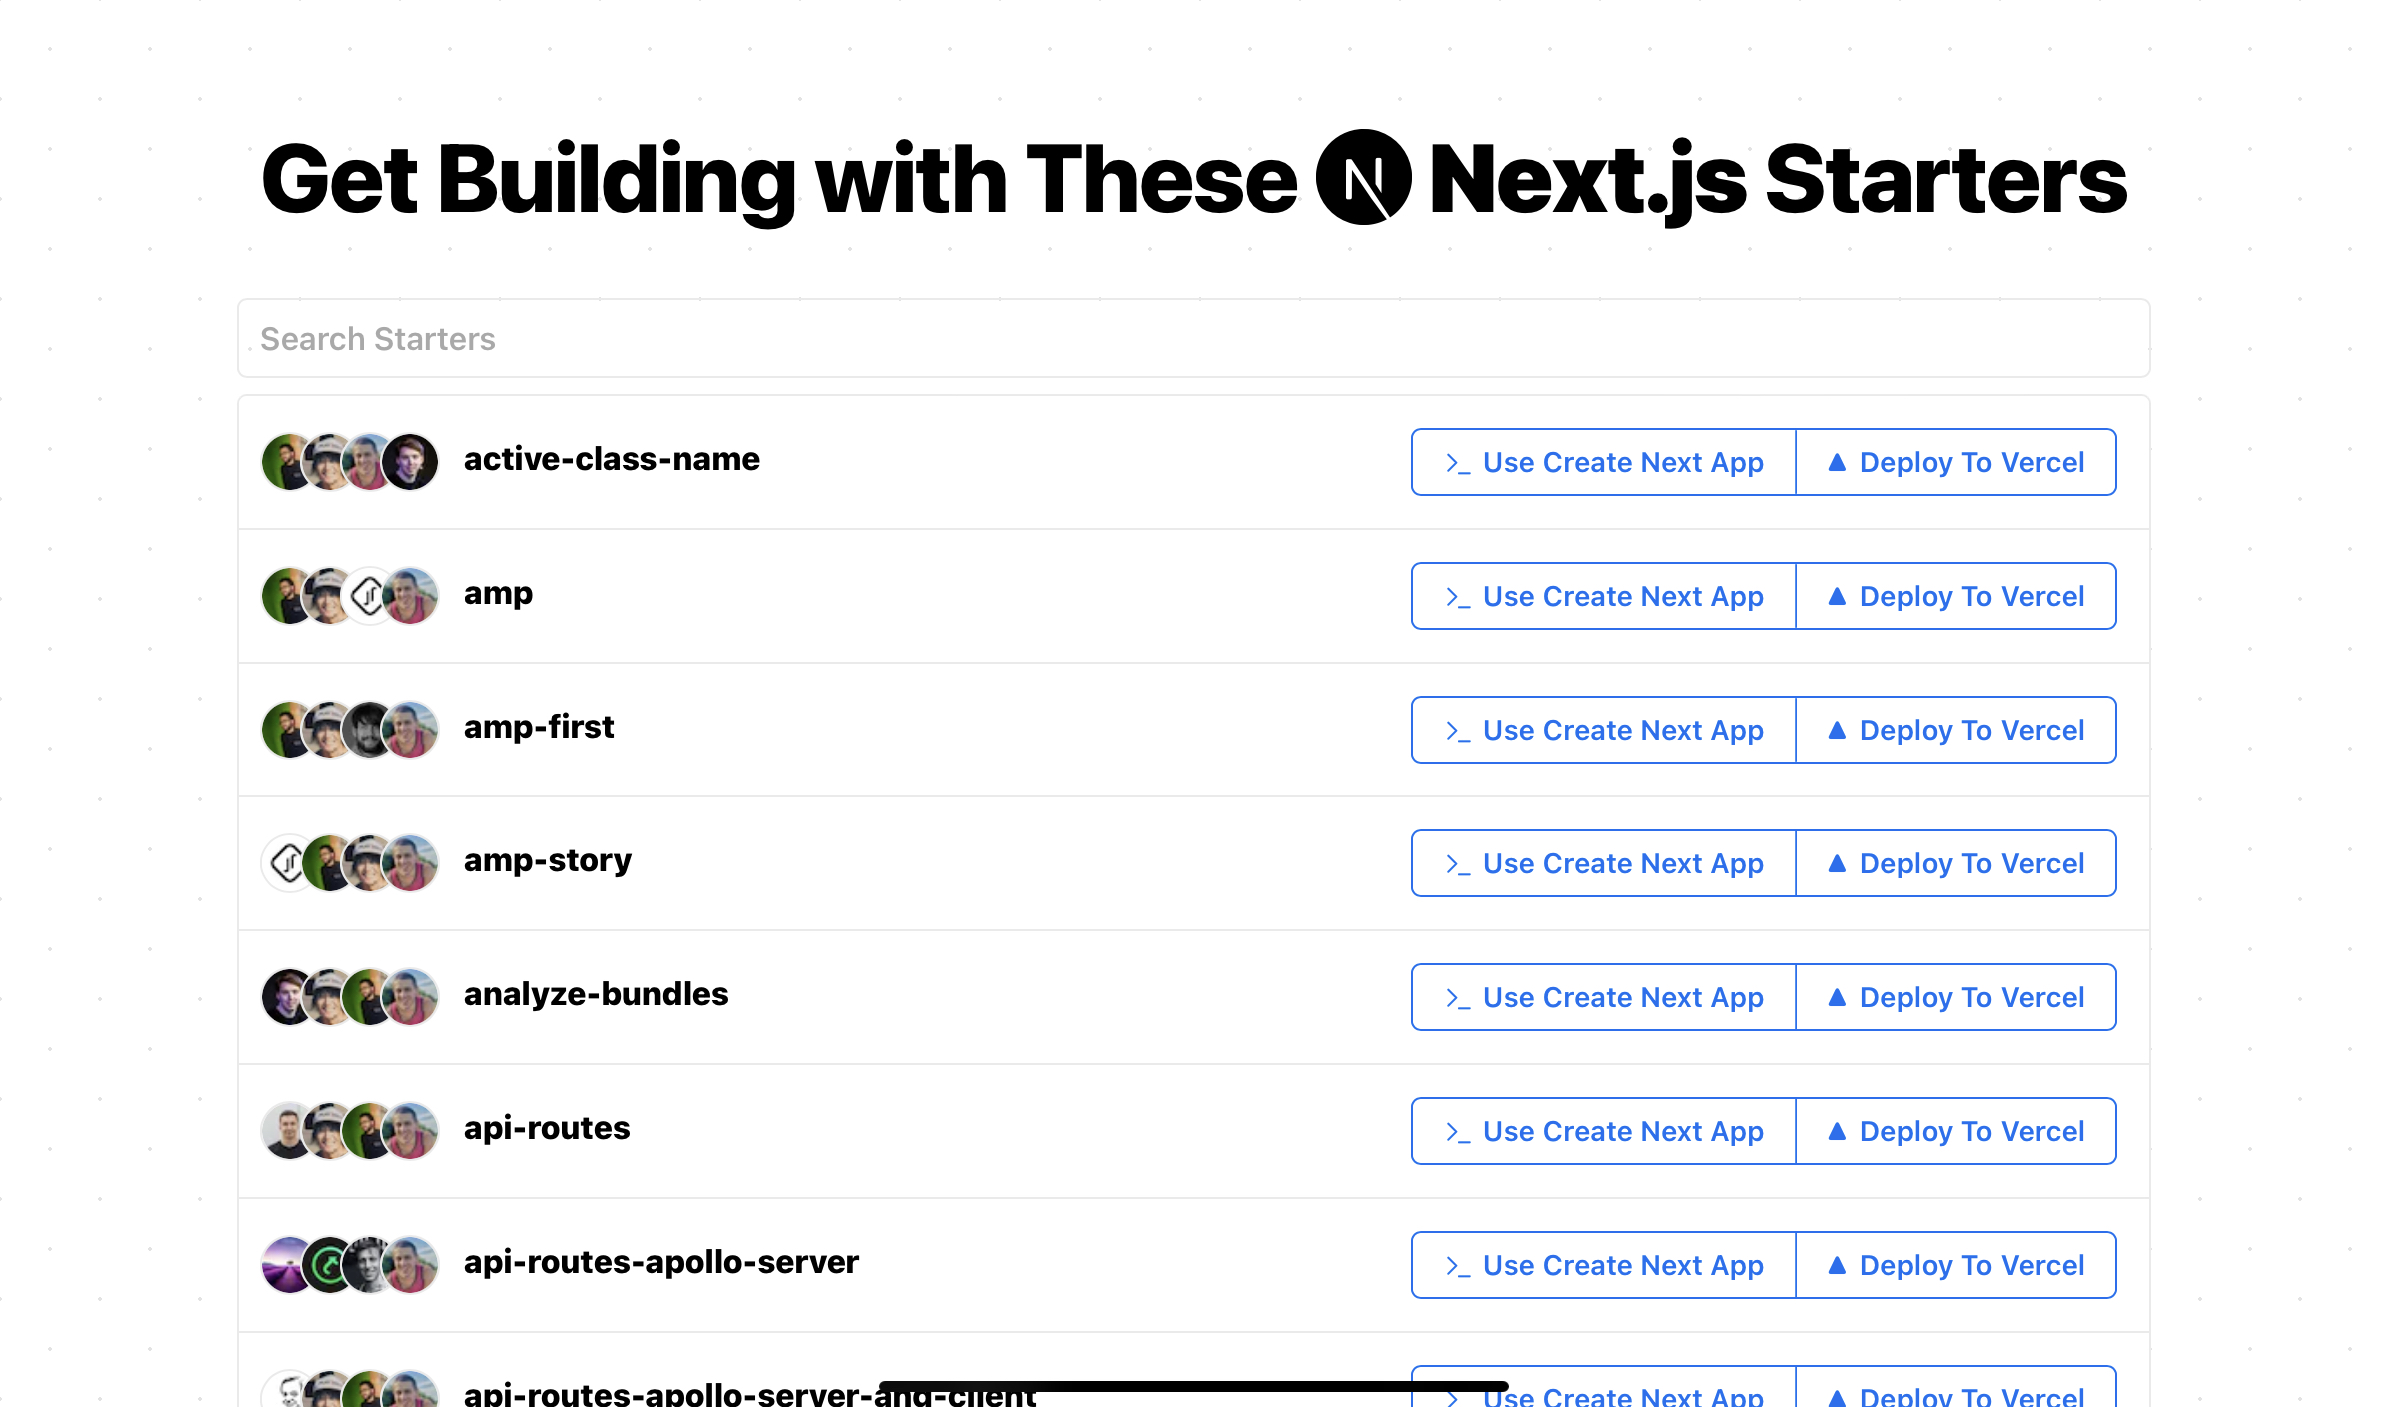 Get Building with These N Next.js Starters
Search Starters
active-class-name >_ Use Create Next App Deploy To Vercel
amp >_ Use Create Next App Deploy To Vercel
amp-first >_ Use Create Next App Deploy To Vercel
amp-story >_ Use Create Next App Deploy To Vercel
analyze-bundles >_ Use Create Next App Deploy To Vercel
api-routes >_ Use Create Next App Deploy To Vercel
api-routes-apollo-server >_ Use Create Next App Deploy To Vercel
api-routes-apollo-server-and-client >_ Use Create Next App Deploy To Vercel